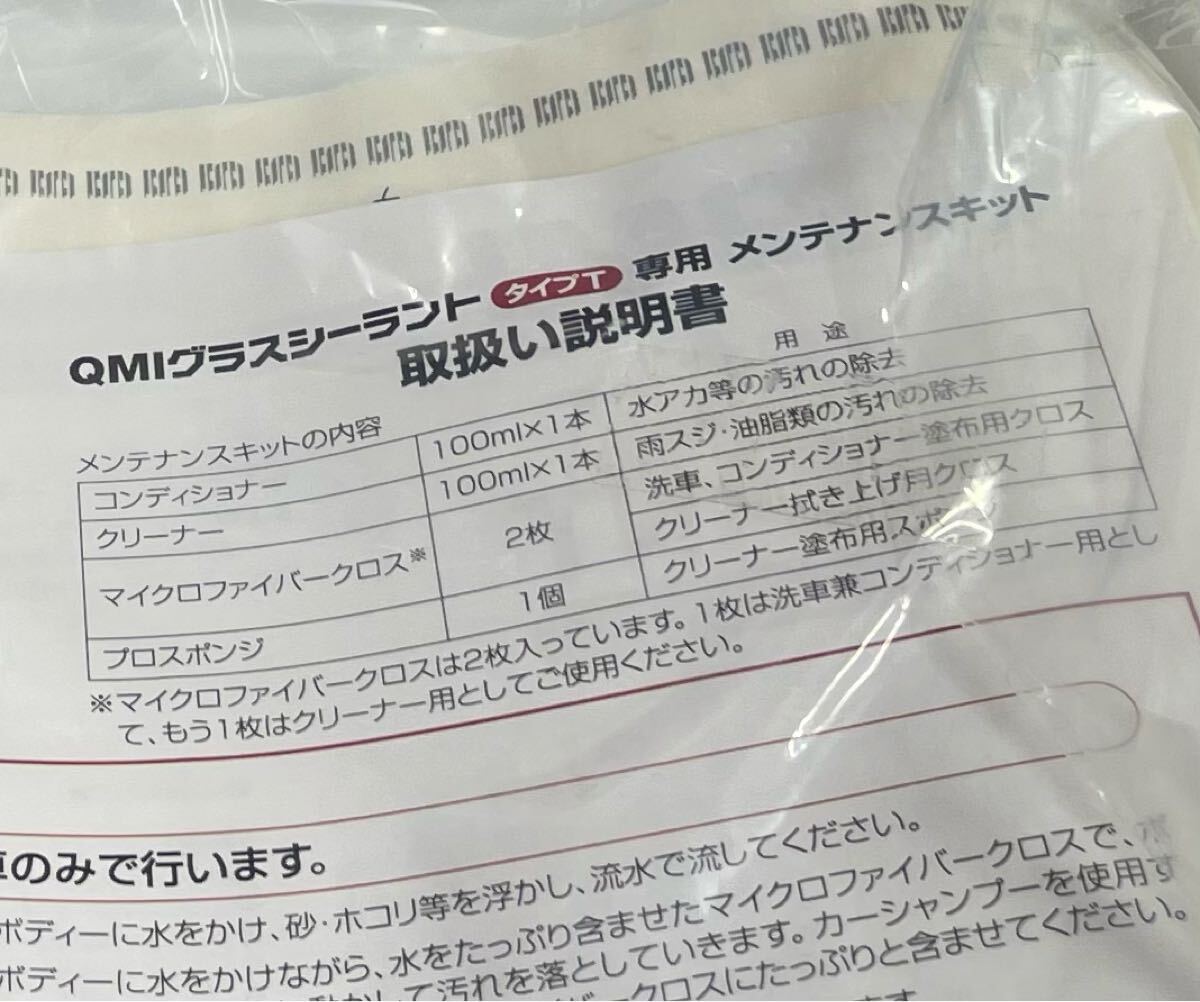 QMIグラスシーラント タイプT 専用 メンテナンスキット
取扱い説明書
メンテナンスキットの内容 用途
コンディショナー 100ml×1本 水アカ等の汚れの除去
クリーナー 100ml×1本 雨スジ・油脂類の汚れの除去
マイクロファイバークロス※ 2枚 洗車、コンディショナー塗布用クロス
クリーナー拭き上げ用クロス
プロスポンジ 1個 クリーナー塗布用スポンジ
※マイクロファイバークロスは2枚入っています。1枚は洗車兼コンディショナー用とし
て、もう1枚はクリーナー用としてご使用ください。
のみで行います。
ボディーに水をかけ、砂・ホコリ等を浮かし、流水で流してください。
ボディーに水をかけながら、水をたっぷり含ませたマイクロファイバークロスで、
動かして汚れを落としていきます。カーシャンプーを使用す
クロスにたっぷりと含ませてください。
ます。